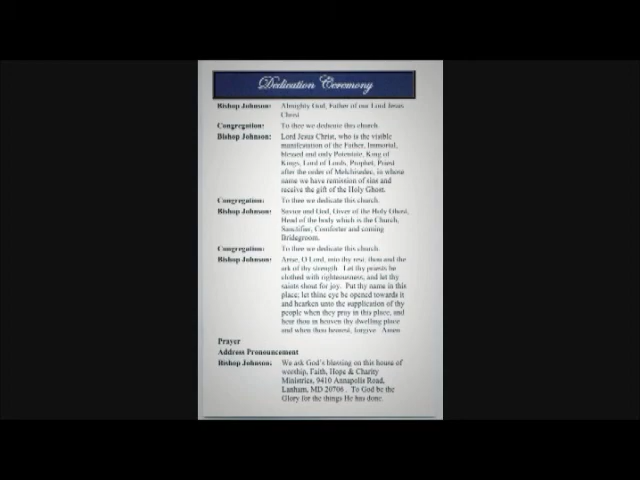 Dedication Ceremony
Bishop Johnson: Almighty God, Father of our Lord Jesus
Christ
Congregation: To thee we dedicate this church.
Bishop Johnson: Lord Jesus Christ, who is the visible
manifestation of the Father, Immortal,
blessed and only Potentate, King of
Kings, Lord of Lords, Prophet, Priest
after the order of Melchisedec, in whose
name we have remission of sins and
receive the gift of the Holy Ghost.
Congregation: To thee we dedicate this church.
Bishop Johnson: Savior and God, Giver of the Holy Ghost,
Head of the body which is the Church,
Sanctifier, Comforter and coming
Bridegroom.
Congregation: To thee we dedicate this church.
Bishop Johnson: Arise, O Lord, into thy rest, thou and the
ark of thy strength. Let thy priests be
clothed with righteousness, and let thy
saints shout for joy. Put thy name in this
place; let thine eye be opened towards it
and hearken unto the supplication of thy
people when they pray in this place, and
hear thou in heaven thy dwelling place
and when thou hearest, forgive. Amen
Prayer
Address Pronouncement
Bishop Johnson: We ask God's blessing on this house of
worship, Faith, Hope & Charity
Ministries, 9410 Annapolis Road,
Lanham, MD 20706. To God be the
Glory for the things He has done.